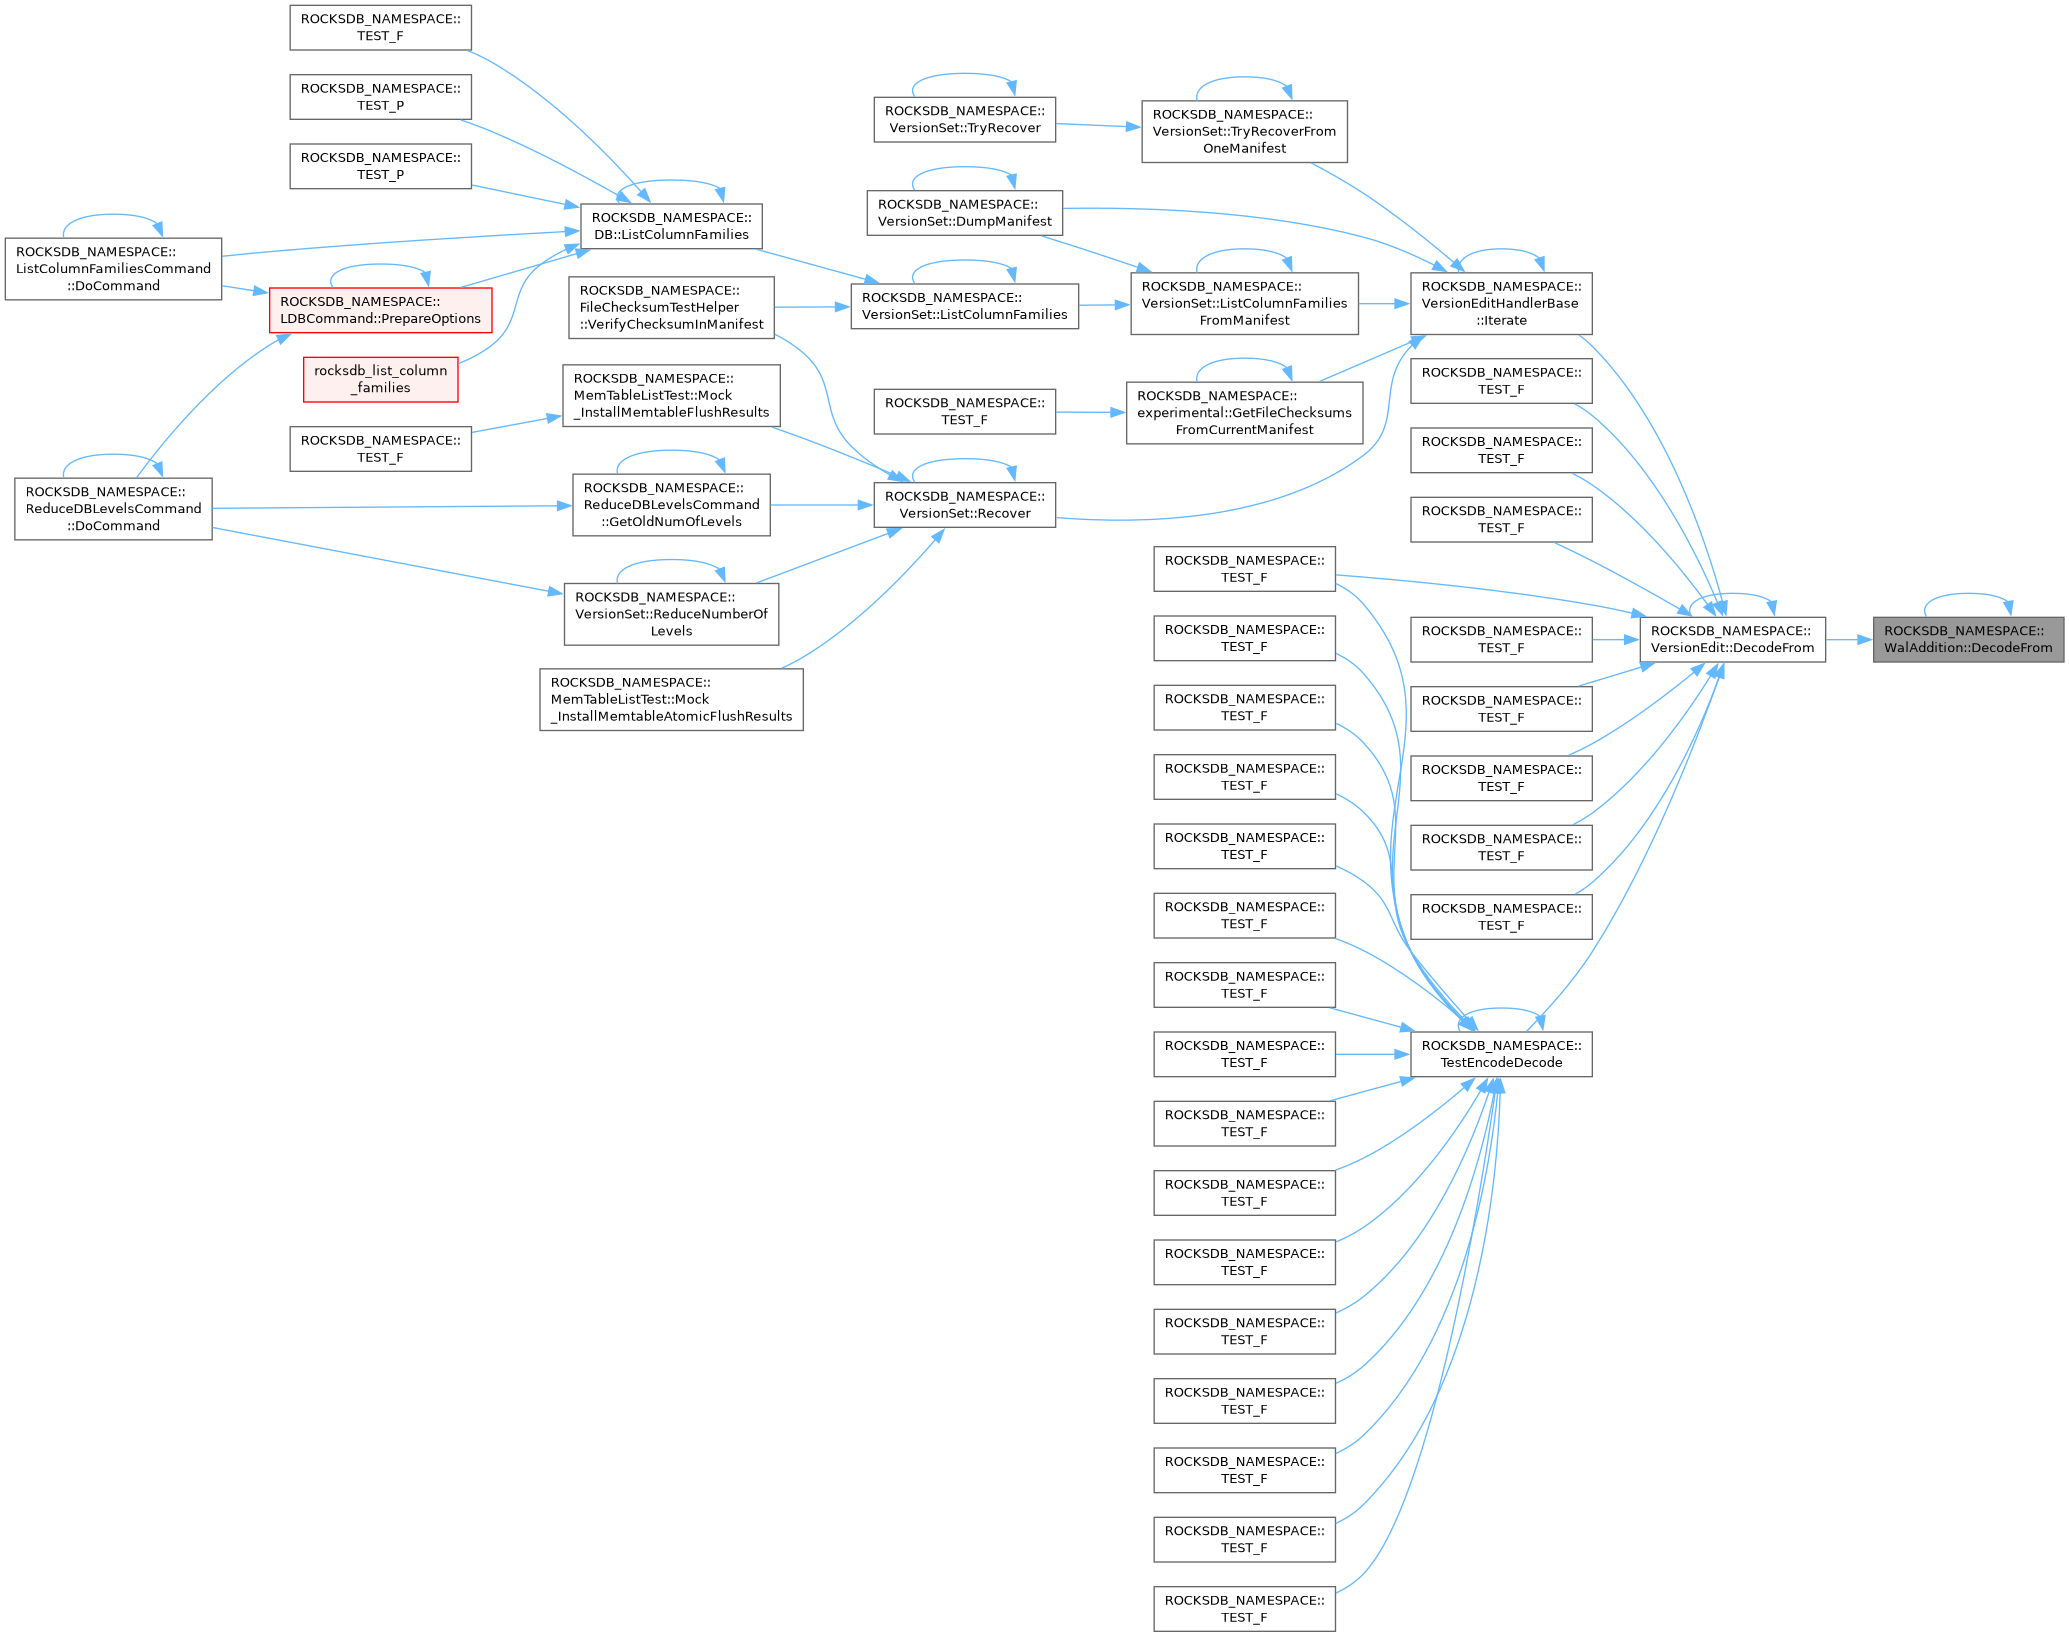 ROCKSDB_NAMESPACE::
TEST_F
ROCKSDB_NAMESPACE::
TEST_P
ROCKSDB_NAMESPACE::
TEST_P
ROCKSDB_NAMESPACE::
ListColumnFamiliesCommand
::DoCommand
ROCKSDB_NAMESPACE::
LDBCommand::PrepareOptions
rocksdb_list_column
_families
ROCKSDB_NAMESPACE::
TEST_F
ROCKSDB_NAMESPACE::
ReduceDBLevelsCommand
::DoCommand
ROCKSDB_NAMESPACE::
DB::ListColumnFamilies
ROCKSDB_NAMESPACE::
FileChecksumTestHelper
::VerifyChecksumInManifest
ROCKSDB_NAMESPACE::
MemTableListTest::Mock
_InstallMemtableFlushResults
ROCKSDB_NAMESPACE::
ReduceDBLevelsCommand
::GetOldNumOfLevels
ROCKSDB_NAMESPACE::
VersionSet::ReduceNumberOf
Levels
ROCKSDB_NAMESPACE::
MemTableListTest::Mock
_InstallMemtableAtomicFlushResults
ROCKSDB_NAMESPACE::
VersionSet::TryRecover
ROCKSDB_NAMESPACE::
VersionSet::DumpManifest
ROCKSDB_NAMESPACE::
VersionSet::ListColumnFamilies
ROCKSDB_NAMESPACE::
TEST_F
ROCKSDB_NAMESPACE::
VersionSet::Recover
ROCKSDB_NAMESPACE::
VersionSet::TryRecoverFrom
OneManifest
ROCKSDB_NAMESPACE::
VersionSet::ListColumnFamilies
FromManifest
ROCKSDB_NAMESPACE::
experimental::GetFileChecksums
FromCurrentManifest
ROCKSDB_NAMESPACE::
TEST_F
ROCKSDB_NAMESPACE::
TEST_F
ROCKSDB_NAMESPACE::
TEST_F
ROCKSDB_NAMESPACE::
TEST_F
ROCKSDB_NAMESPACE::
TEST_F
ROCKSDB_NAMESPACE::
TEST_F
ROCKSDB_NAMESPACE::
TEST_F
ROCKSDB_NAMESPACE::
TEST_F
ROCKSDB_NAMESPACE::
TEST_F
ROCKSDB_NAMESPACE::
TEST_F
ROCKSDB_NAMESPACE::
TEST_F
ROCKSDB_NAMESPACE::
TEST_F
ROCKSDB_NAMESPACE::
TEST_F
ROCKSDB_NAMESPACE::
TEST_F
ROCKSDB_NAMESPACE::
TEST_F
ROCKSDB_NAMESPACE::
TEST_F
ROCKSDB_NAMESPACE::
VersionEditHandlerBase
::Iterate
ROCKSDB_NAMESPACE::
TEST_F
ROCKSDB_NAMESPACE::
TEST_F
ROCKSDB_NAMESPACE::
TEST_F
ROCKSDB_NAMESPACE::
TEST_F
ROCKSDB_NAMESPACE::
TEST_F
ROCKSDB_NAMESPACE::
TEST_F
ROCKSDB_NAMESPACE::
TEST_F
ROCKSDB_NAMESPACE::
TEST_F
ROCKSDB_NAMESPACE::
TestEncodeDecode
ROCKSDB_NAMESPACE::
VersionEdit::DecodeFrom
ROCKSDB_NAMESPACE::
WalAddition::DecodeFrom